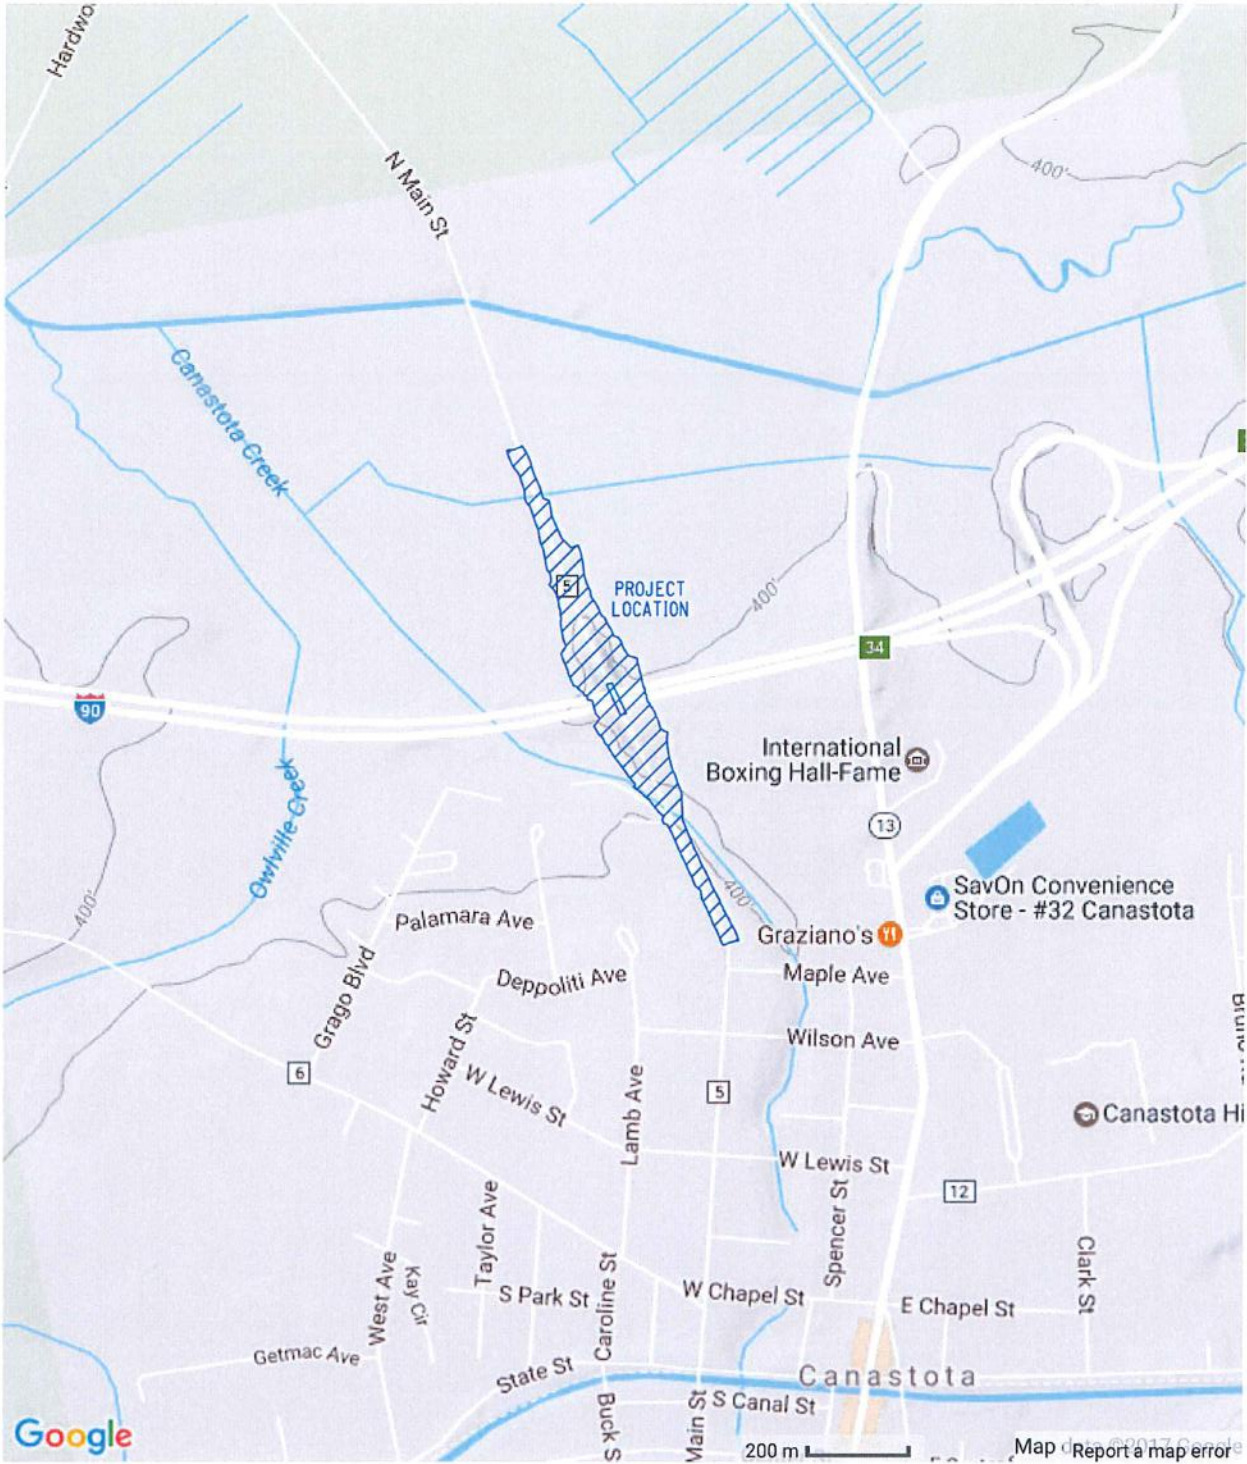 N Main St
400'
Canastota Creek
5
PROJECT
LOCATION
400'
34
90
International
Boxing Hall-Fame
13
Owlville Creek
SavOn Convenience
Store - #32 Canastota
400'
400'
Palamara Ave
Graziano's
Maple Ave
Deppoliti Ave
Grago Blvd
Wilson Ave
Howard St
6
W Lewis St
Lamb Ave
5
Canastota Hi
W Lewis St
12
Taylor Ave
Spencer St
Clark St
West Ave
Kay Cir
S Park St
Caroline St
W Chapel St
E Chapel St
Getmac Ave
State St
Canastota
Buck S
Main St
S Canal St
Google
200 m
Map data ©2017 Google
Report a map error